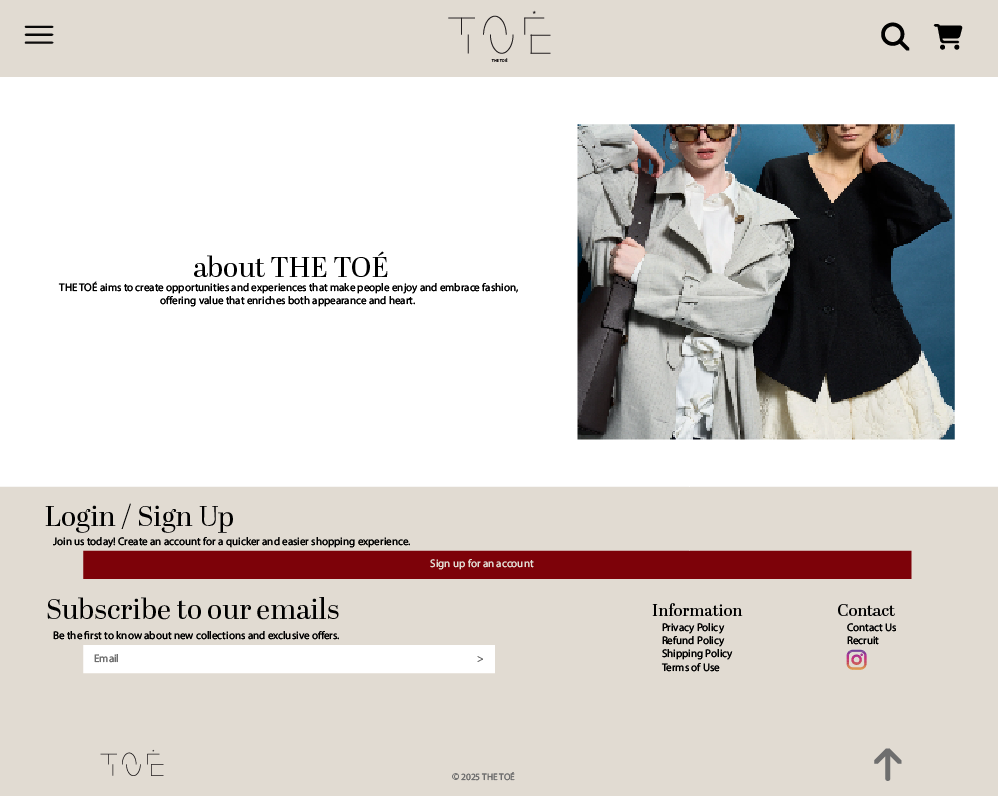 TOÉ
THE TOÉ
about THE TOÉ
THE TOÉ aims to create opportunities and experiences that make people enjoy and embrace fashion,
offering value that enriches both appearance and heart.
Login / Sign Up
Join us today! Create an account for a quicker and easier shopping experience.
Sign up for an account
Subscribe to our emails
Be the first to know about new collections and exclusive offers.
Email >
Information
Privacy Policy
Refund Policy
Shipping Policy
Terms of Use
Contact
Contact Us
Recruit
TOÉ
© 2025 THE TOÉ